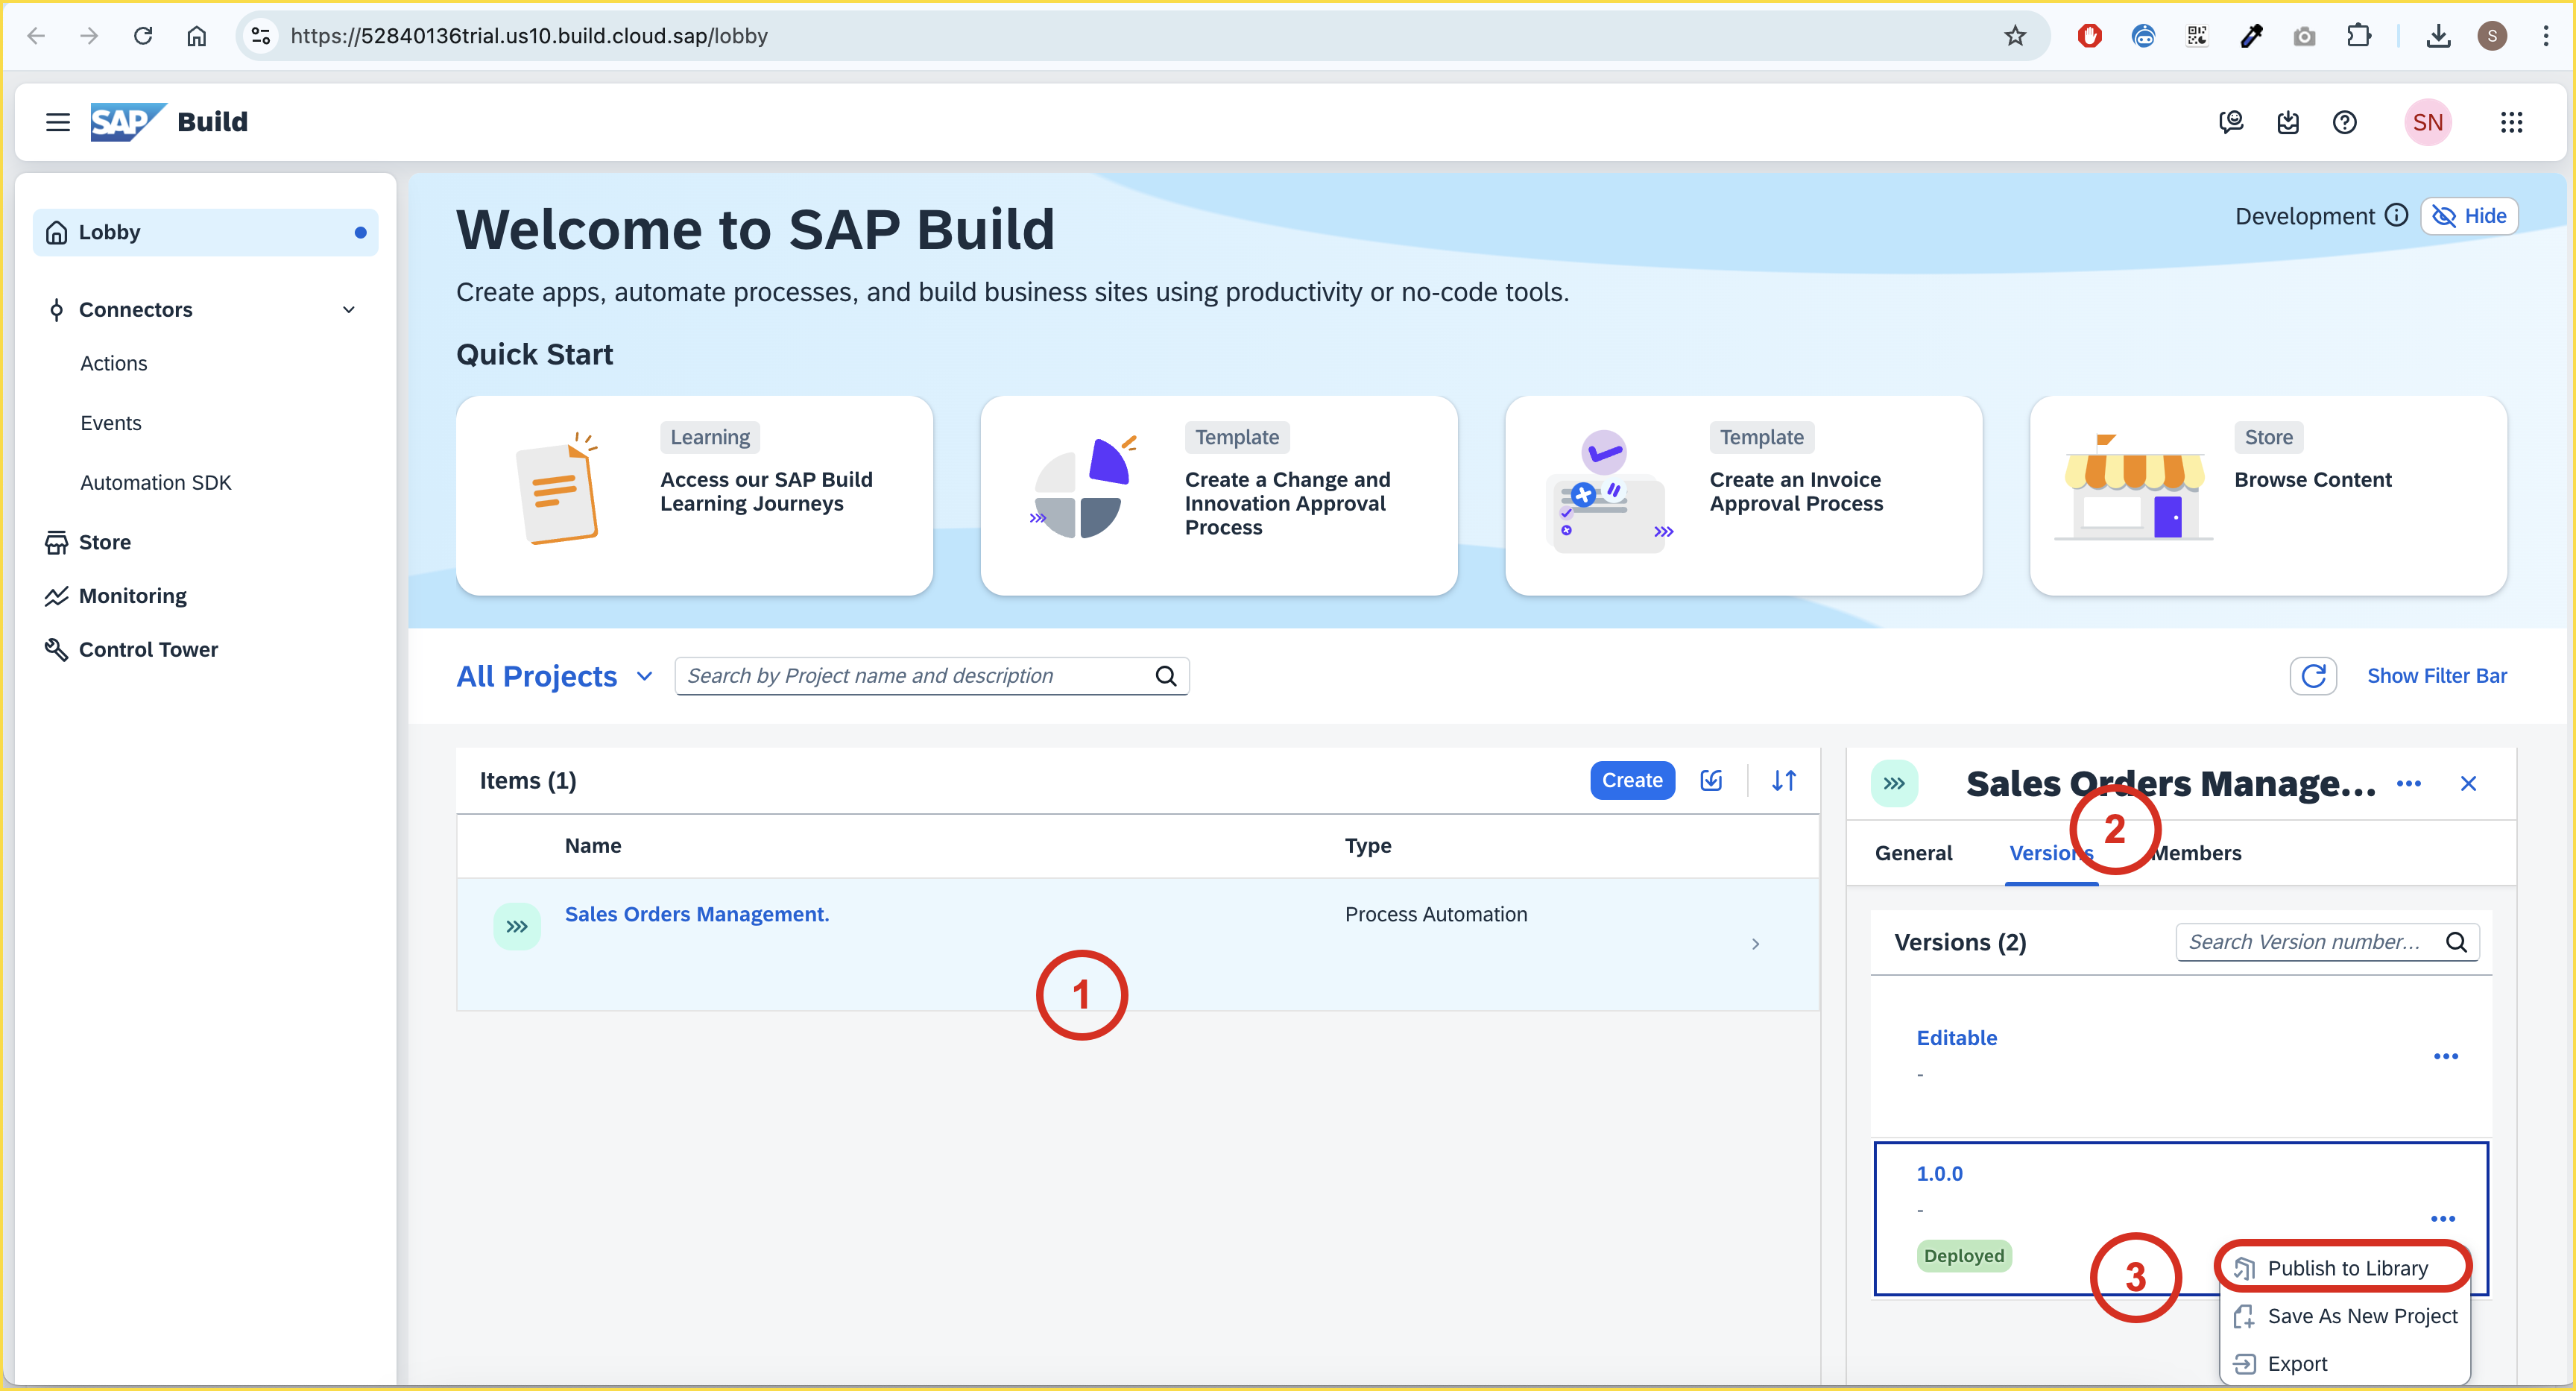 https://52840136trial.us10.build.cloud.sap/lobby
S
SAP Build
SN
Lobby
Connectors
Actions
Events
Automation SDK
Store
Monitoring
Control Tower
Welcome to SAP Build
Development
Hide
Create apps, automate processes, and build business sites using productivity or no-code tools.
Quick Start
Learning
Access our SAP Build
Learning Journeys
Template
Create a Change and
Innovation Approval
Process
Template
Create an Invoice
Approval Process
Store
Browse Content
All Projects
Search by Project name and description
Show Filter Bar
Items (1)
Create
Name
Type
Sales Orders Management.
Process Automation
1
Sales Orders Manage...
2
General
Versions
Members
Versions (2)
Search Version number...
Editable
-
1.0.0
-
Deployed
3
Publish to Library
Save As New Project
Export